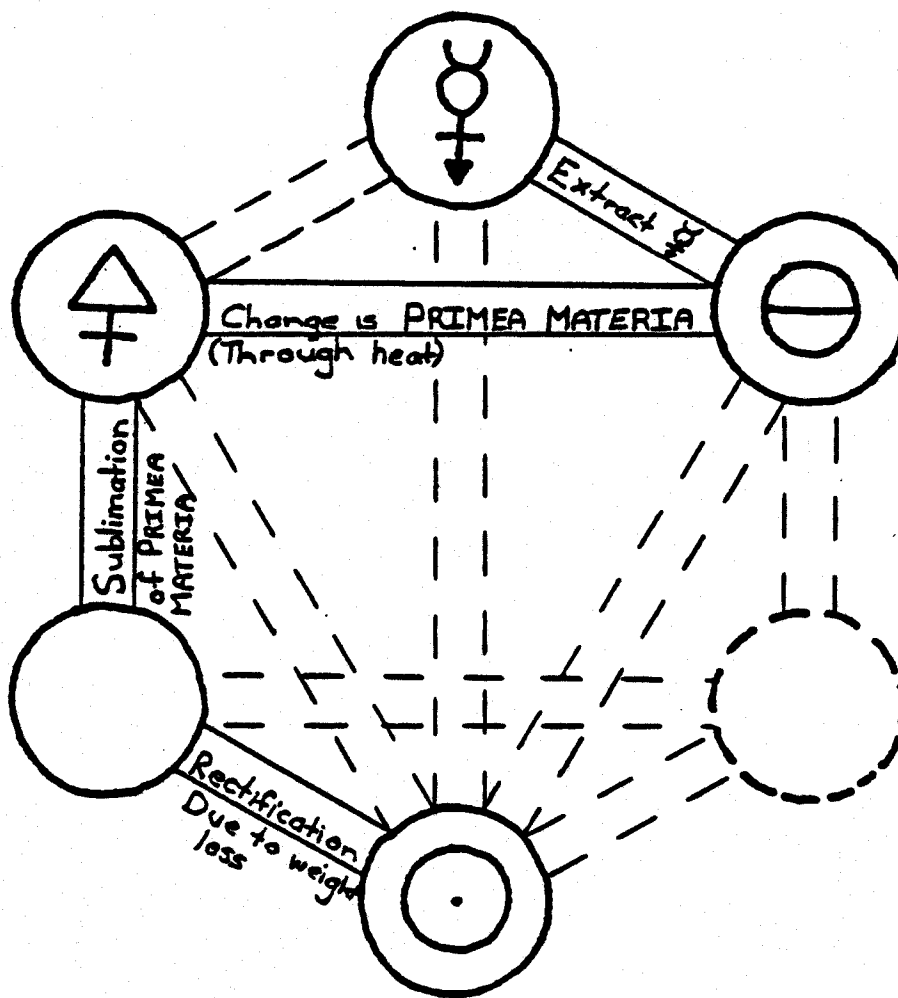 Extract ☿
Change is PRIMEA MATERIA
(Through heat)
Sublimation
of PRIMEA
MATERIA
Rectification
Due to weight
loss